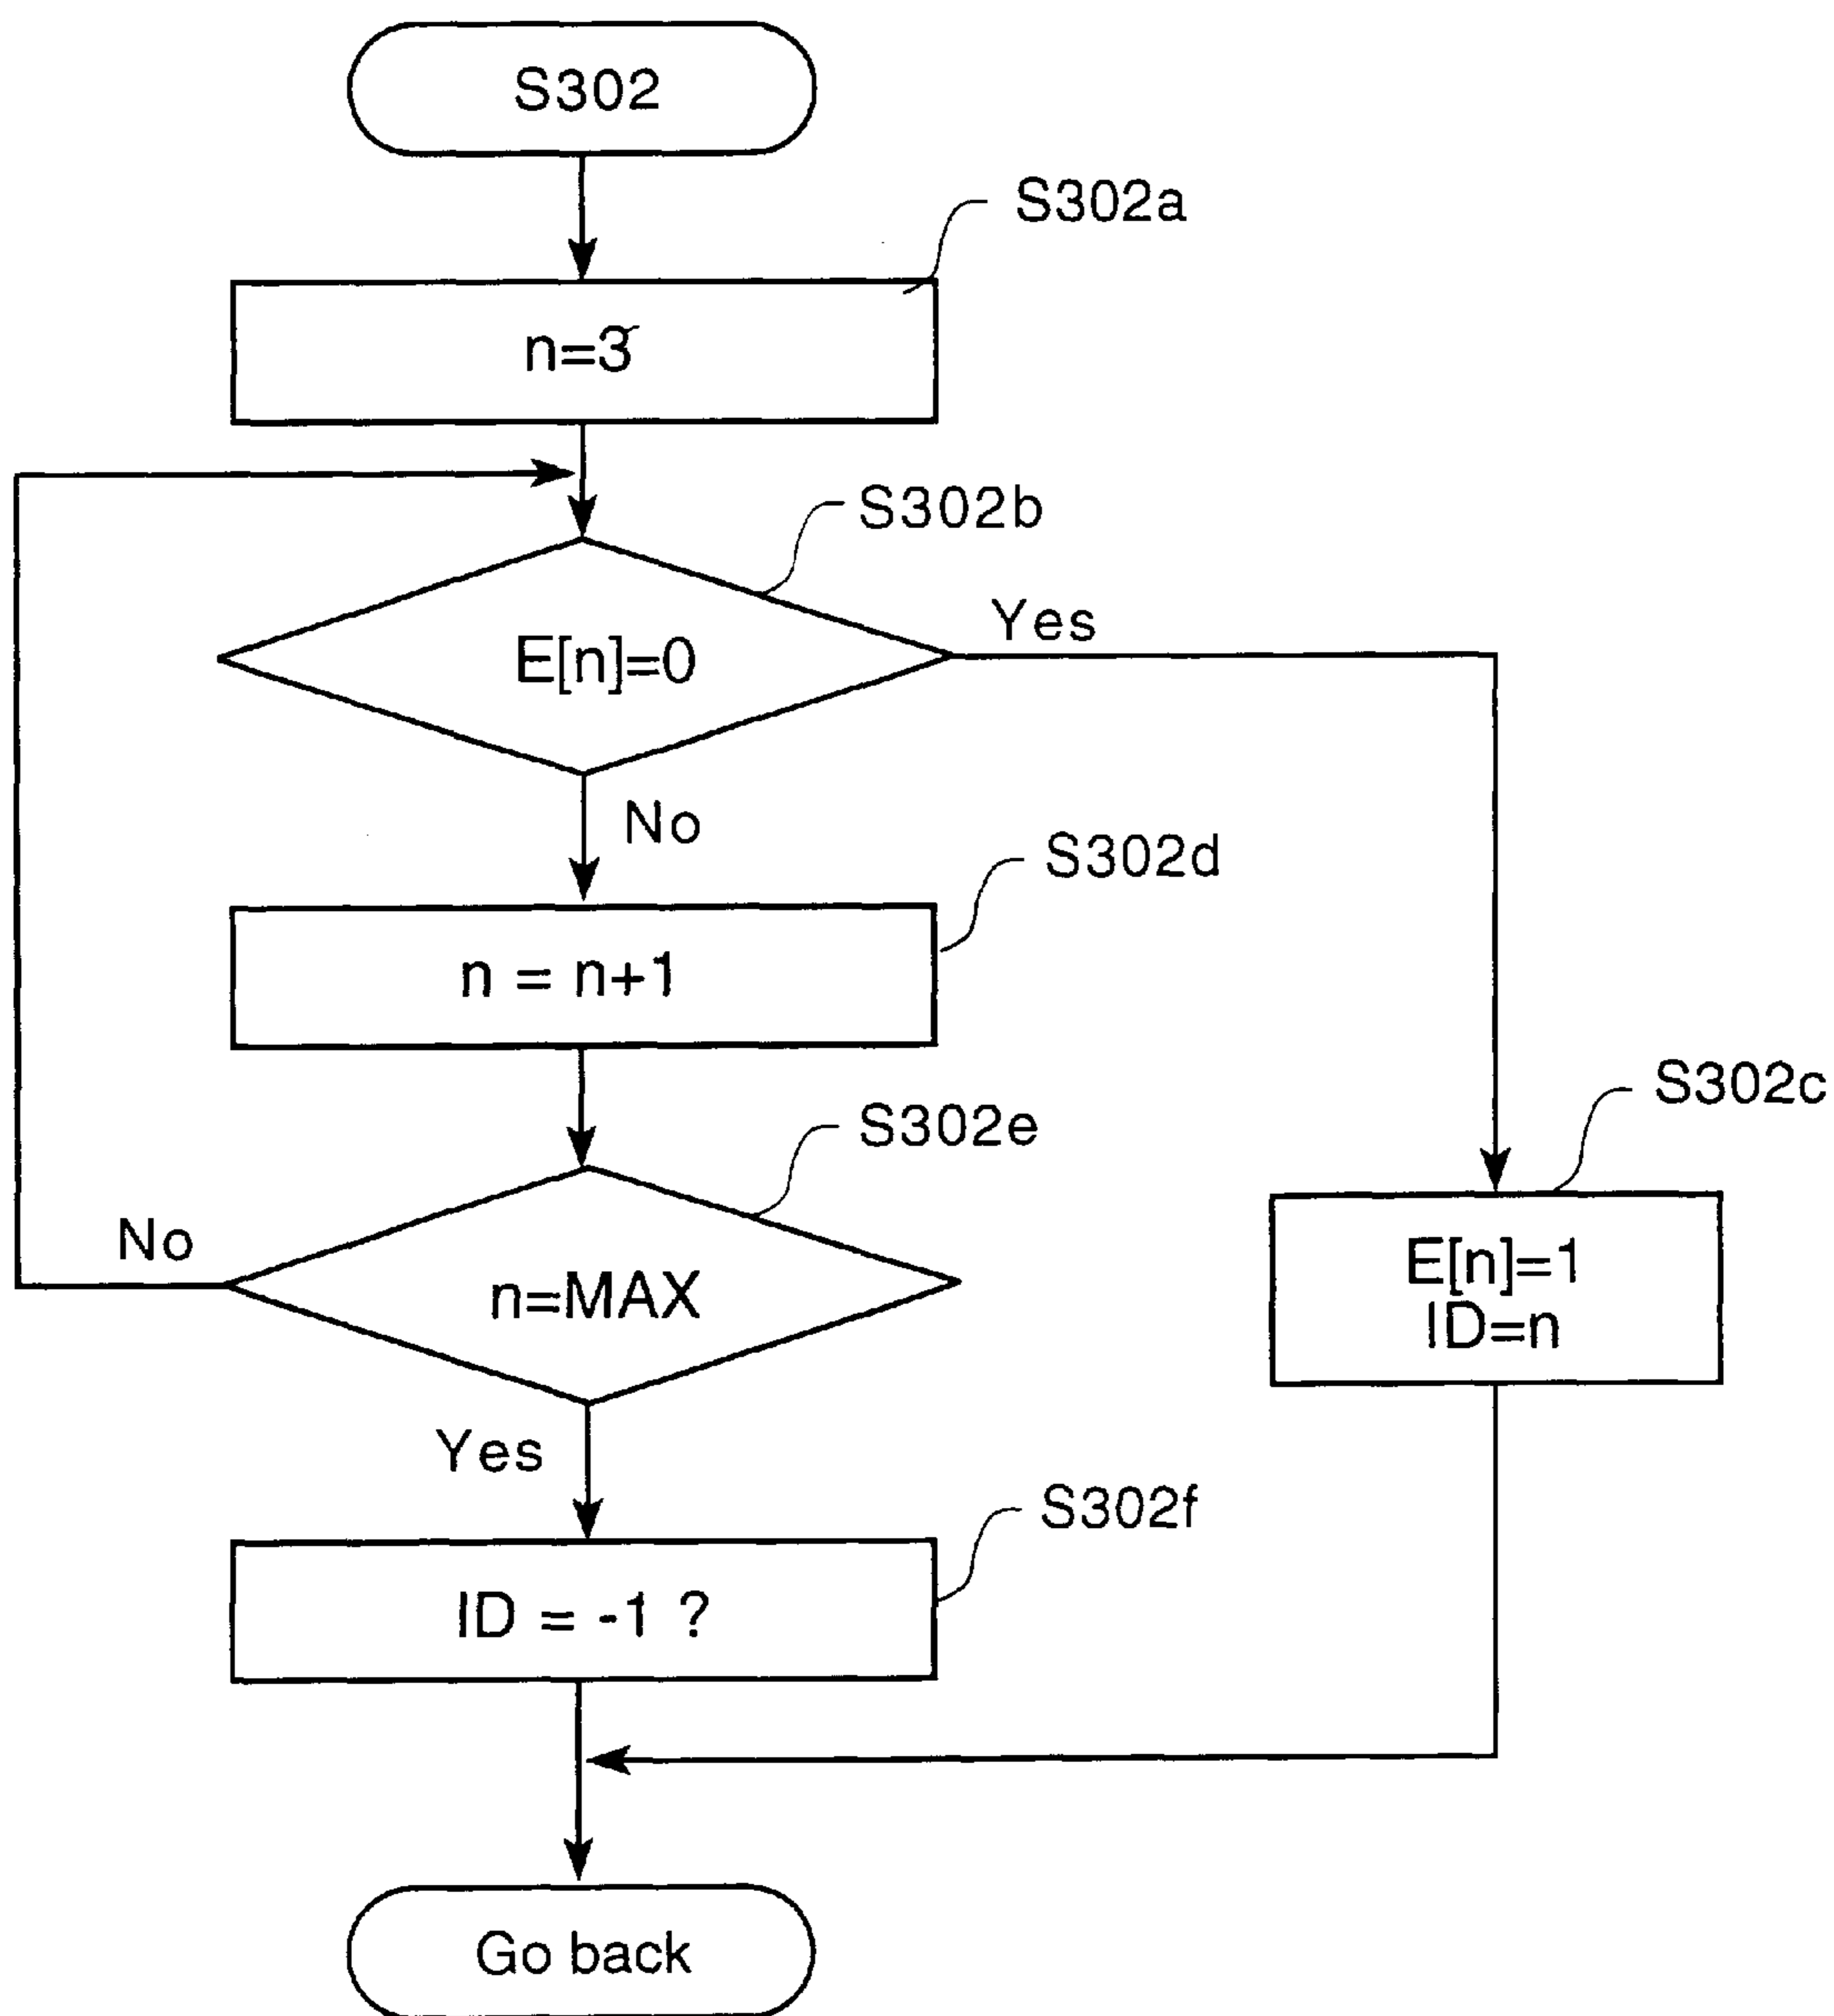 S302
S302a
n=3
S302b
E[n]=0
Yes
No
S302d
n = n+1
S302e
No
n=MAX
S302c
E[n]=1
ID=n
Yes
S302f
ID = -1 ?
Go back